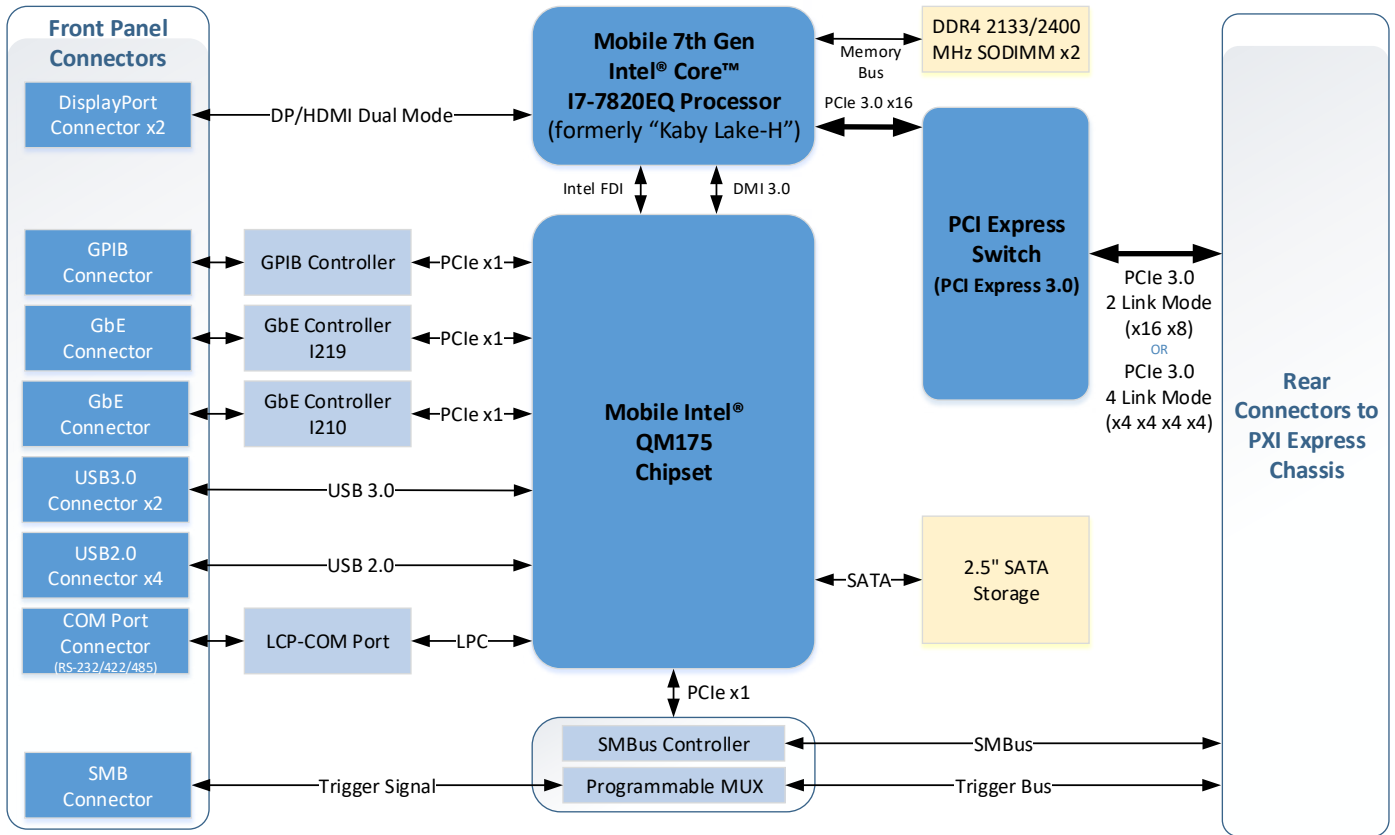 Front Panel
Connectors
DisplayPort
Connector x2
DP/HDMI Dual Mode
Mobile 7th Gen
Intel® Core™
I7-7820EQ Processor
(formerly “Kaby Lake-H”)
Memory
Bus
DDR4 2133/2400
MHz SODIMM x2
PCIe 3.0 x16
Intel FDI
DMI 3.0
PCI Express
Switch
(PCI Express 3.0)
PCIe 3.0
2 Link Mode
(x16 x8)
OR
PCIe 3.0
4 Link Mode
(x4 x4 x4 x4)
Rear
Connectors to
PXI Express
Chassis
GPIB
Connector
GPIB Controller
PCIe x1
GbE
Connector
GbE Controller
I219
PCIe x1
GbE
Connector
GbE Controller
I210
PCIe x1
Mobile Intel®
QM175
Chipset
USB3.0
Connector x2
USB 3.0
USB2.0
Connector x4
USB 2.0
SATA
2.5" SATA
Storage
COM Port
Connector
(RS-232/422/485)
LCP-COM Port
LPC
PCIe x1
SMBus Controller
SMBus
SMB
Connector
Trigger Signal
Programmable MUX
Trigger Bus